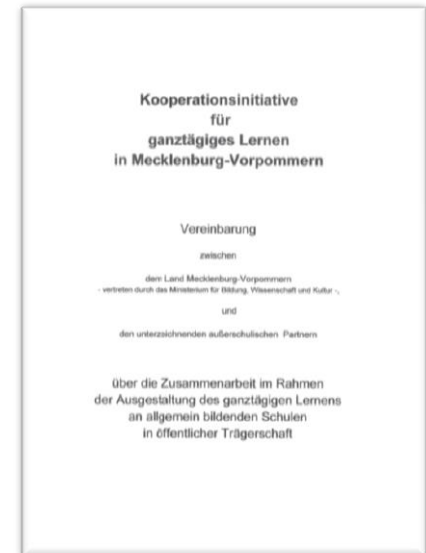 Kooperationsinitiative
für
ganztägiges Lernen
in Mecklenburg-Vorpommern
Vereinbarung
zwischen
dem Land Mecklenburg-Vorpommern
- vertreten durch das Ministerium für Bildung, Wissenschaft und Kultur -,
und
den unterzeichnenden außerschulischen Partnern
über die Zusammenarbeit im Rahmen
der Ausgestaltung des ganztägigen Lernens
an allgemein bildenden Schulen
in öffentlicher Trägerschaft